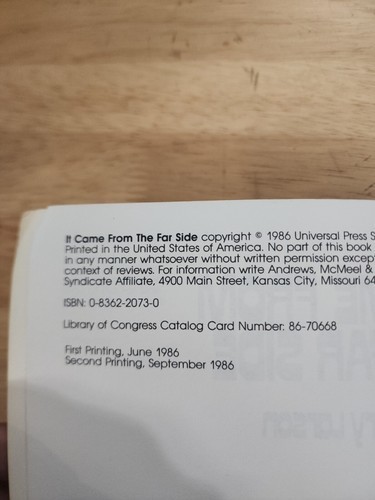 It Came From The Far Side copyright © 1986 Universal Press S
Printed in the United States of America. No part of this book
in any manner whatsoever without written permission excep
context of reviews. For information write Andrews, McMeel &
Syndicate Affiliate, 4900 Main Street, Kansas City, Missouri 64
ISBN: 0-8362-2073-0
Library of Congress Catalog Card Number: 86-70668
First Printing, June 1986
Second Printing, September 1986